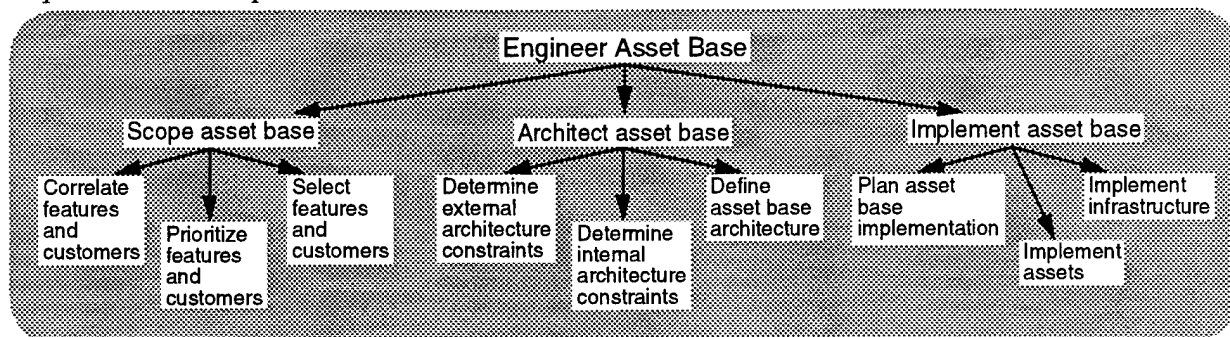 Engineer Asset Base
Scope asset base
Architect asset base
Implement asset base
Correlate
features
and
customers
Prioritize
features
and
customers
Select
features
and
customers
Determine
external
architecture
constraints
Determine
internal
architecture
constraints
Define
asset base
architecture
Plan asset
base
implementation
Implement
assets
Implement
infrastructure